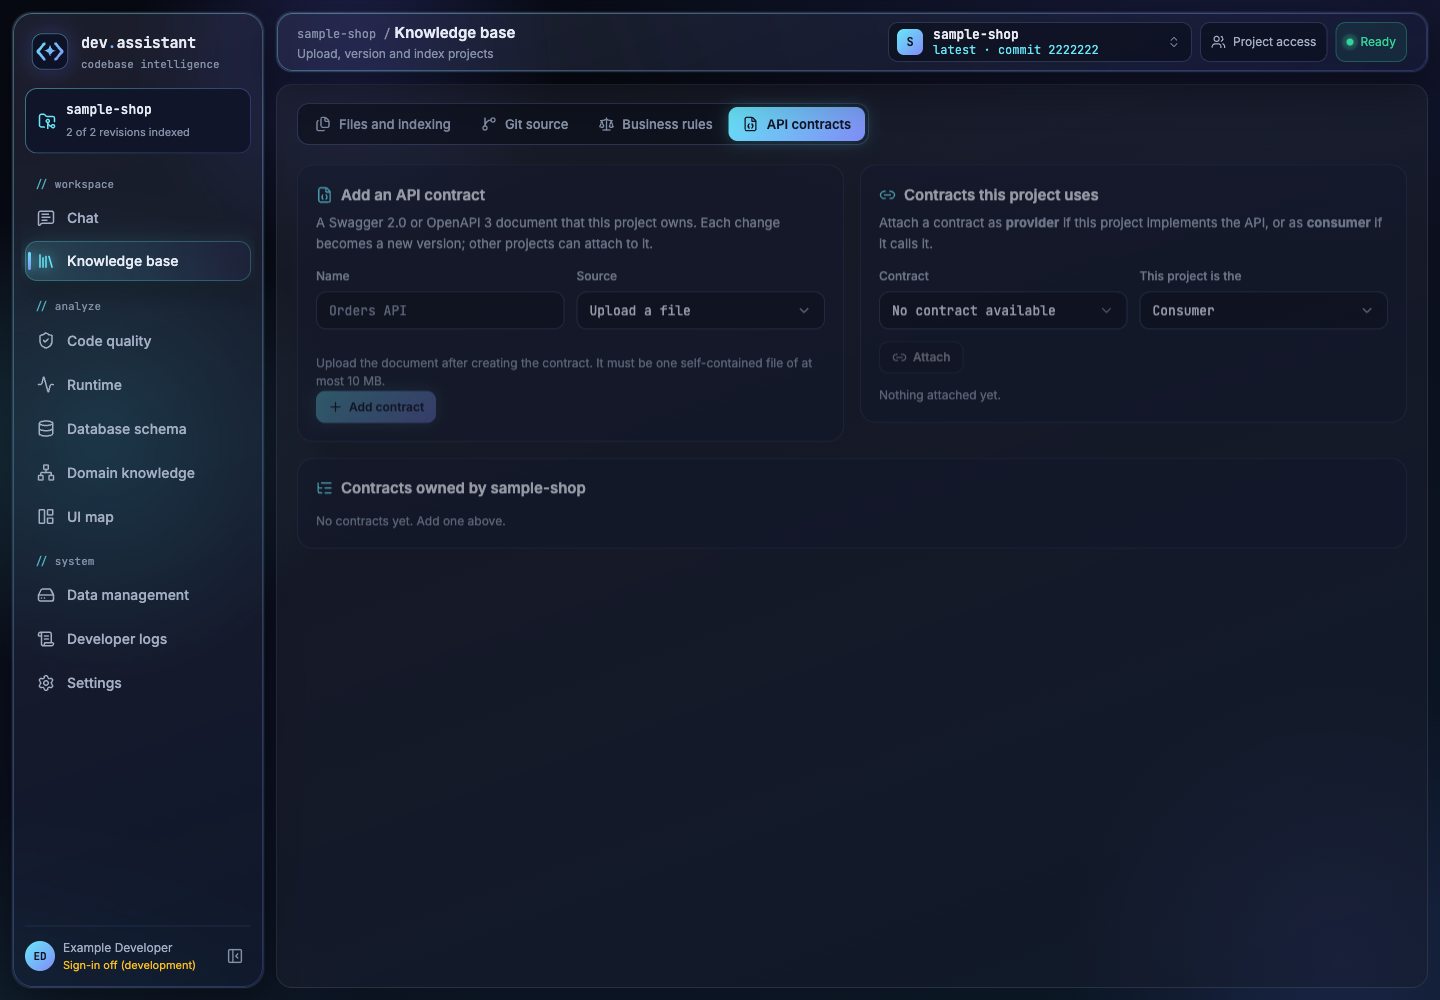 dev.assistant
codebase intelligence
sample-shop
2 of 2 revisions indexed
// workspace
Chat
Knowledge base
// analyze
Code quality
Runtime
Database schema
Domain knowledge
UI map
// system
Data management
Developer logs
Settings
ED
Example Developer
Sign-in off (development)
sample-shop / Knowledge base
Upload, version and index projects
S
sample-shop
latest · commit 2222222
Project access
Ready
Files and indexing
Git source
Business rules
API contracts
Add an API contract
A Swagger 2.0 or OpenAPI 3 document that this project owns. Each change
becomes a new version; other projects can attach to it.
Name
Source
Orders API
Upload a file
Upload the document after creating the contract. It must be one self-contained file of at
most 10 MB.
+ Add contract
Contracts this project uses
Attach a contract as provider if this project implements the API, or as consumer if
it calls it.
Contract
This project is the
No contract available
Consumer
Attach
Nothing attached yet.
Contracts owned by sample-shop
No contracts yet. Add one above.